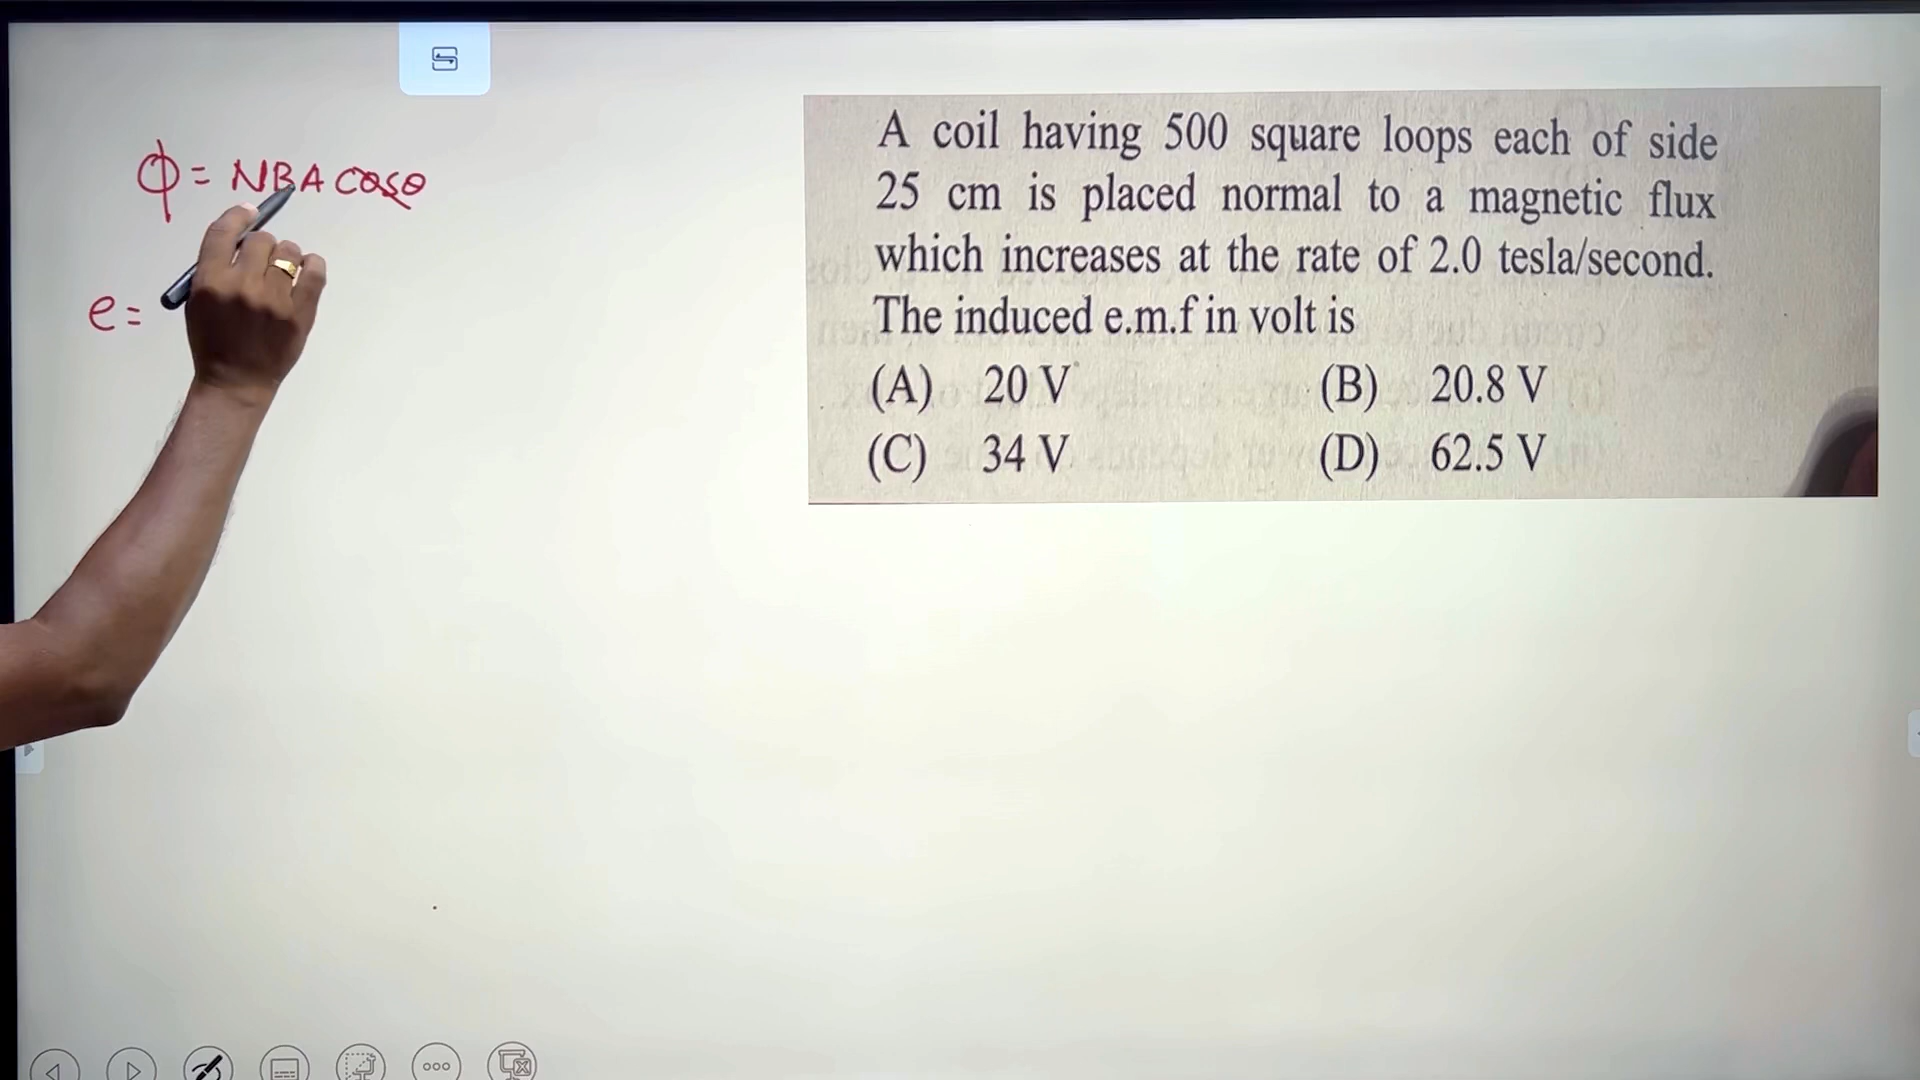 ϕ = NBA cosθ
e =
A coil having 500 square loops each of side
25 cm is placed normal to a magnetic flux
which increases at the rate of 2.0 tesla/second.
The induced e.m.f in volt is
(A) 20 V (B) 20.8 V
(C) 34 V (D) 62.5 V